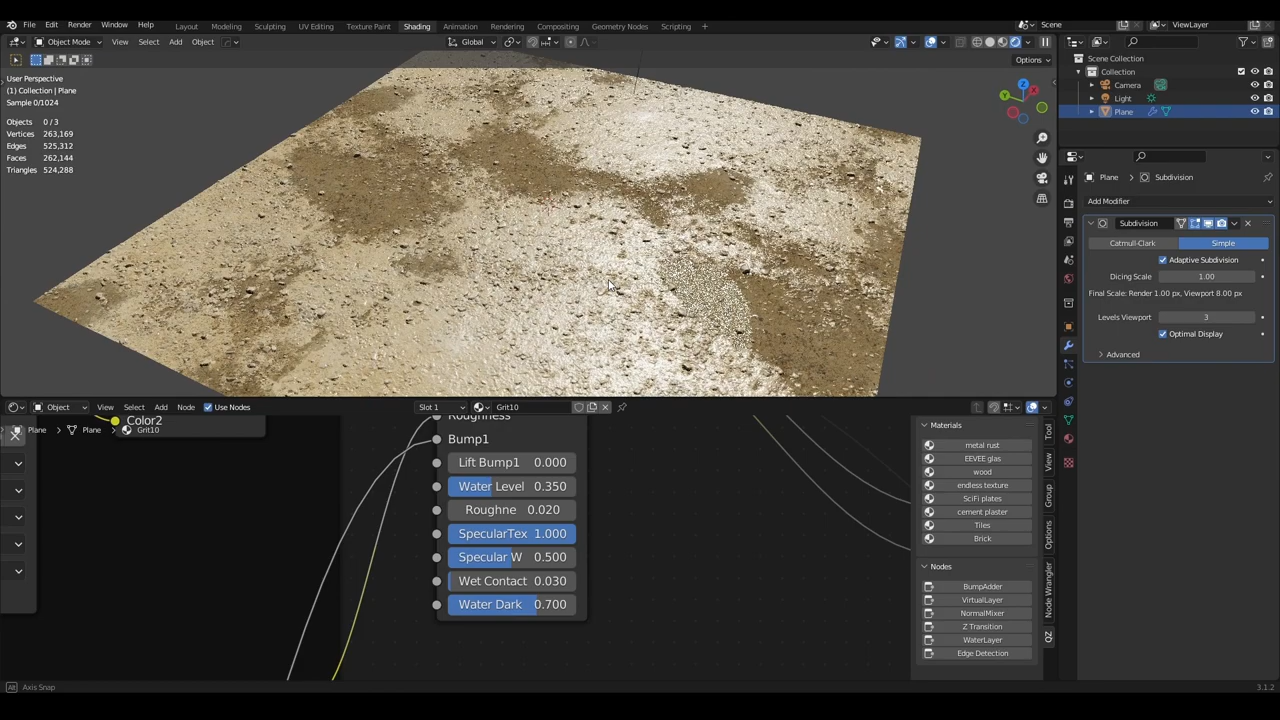 File Edit Render Window Help Layout Modeling Sculpting UV Editing Texture Paint Shading Animation Rendering Compositing Geometry Nodes Scripting + Scene ViewLayer
Object Mode View Select Add Object Global
Options
User Perspective
(1) Collection | Plane
Sample 0/1024
Objects 0 / 3
Vertices 263,169
Edges 525,312
Faces 262,144
Triangles 524,288
Z
Y
X
Scene Collection
Collection
Camera
Light
Plane
Plane Subdivision
Add Modifier
Subdivision
Catmull-Clark Simple
Adaptive Subdivision
Dicing Scale 1.00
Final Scale: Render 1.00 px, Viewport 8.00 px
Levels Viewport 3
Optimal Display
Advanced
Object View Select Add Node Use Nodes Slot 1 Grit10
Color2
Plane Plane Grit10
Roughness
Bump1
Lift Bump1 0.000
Water Level 0.350
Roughne 0.020
SpecularTex 1.000
Specular W 0.500
Wet Contact 0.030
Water Dark 0.700
Materials
metal rust
EEVEE glas
wood
endless texture
SciFi plates
cement plaster
Tiles
Brick
Nodes
BumpAdder
VirtualLayer
NormalMixer
Z Transition
WaterLayer
Edge Detection
Tool
View
Group
Options
Node Wrangler
QZ
Alt Axis Snap
3.1.2